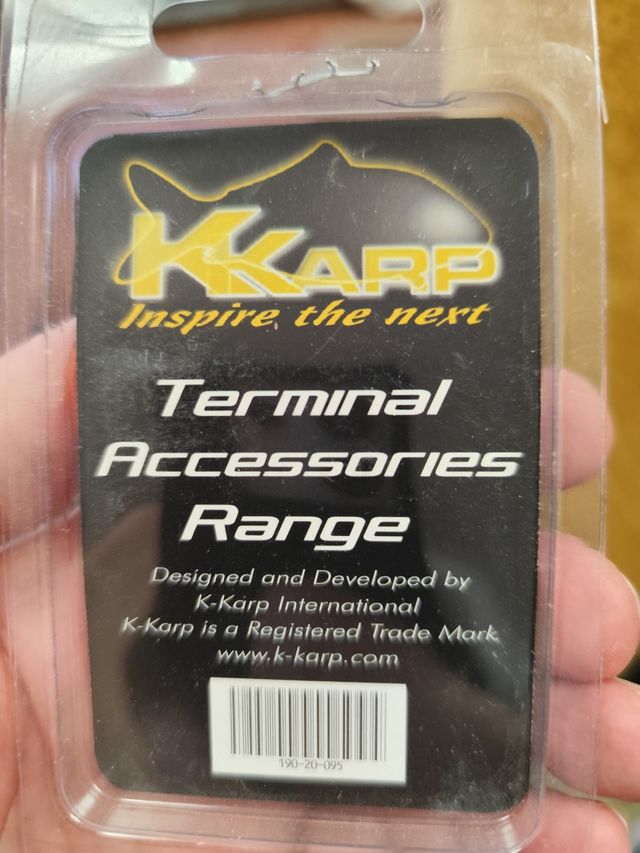 KKARP
Inspire the next
Terminal
Accessories
Range
Designed and Developed by
K-Karp International
K-Karp is a Registered Trade Mark
www.k-karp.com
190-20-095